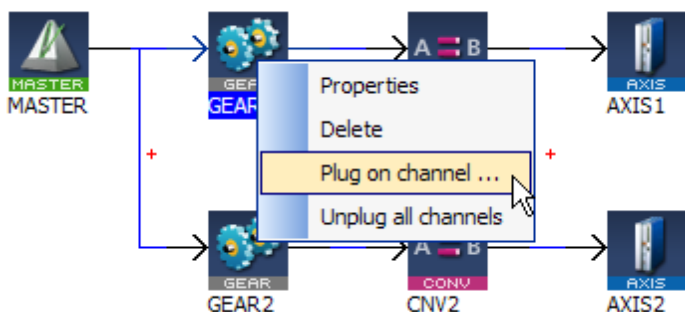 A B
MASTER
GEAR
AXIS
MASTER
GEAR
AXIS1
Properties
Delete
Plug on channel ...
Unplug all channels
A B
GEAR
CONV
AXIS
GEAR2
CNV2
AXIS2